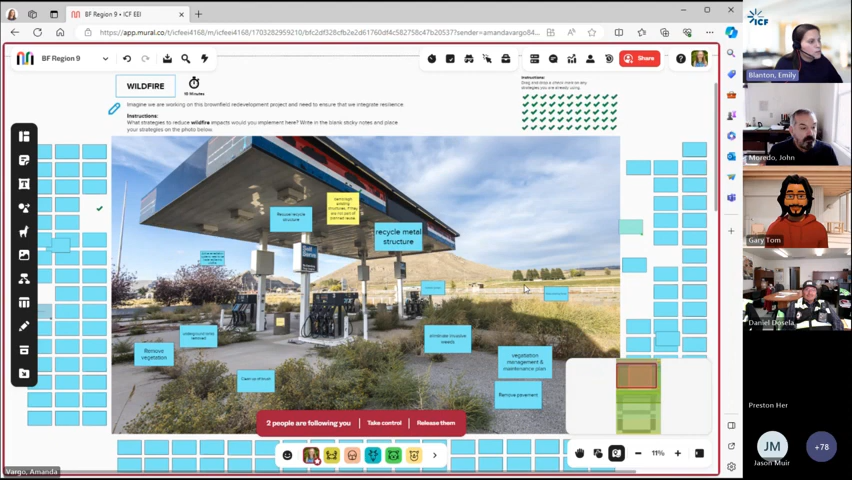 BF Region 9 • ICF EEI
https://app.mural.co/t/icfeei4168/m/icfeei4168/1703282959210/bfc2df328cfb2e2d61760df4c582758c47b20537?sender=amandavargo84...
BF Region 9
Share
WILDFIRE
10 Minutes
Imagine we are working on this brownfield redevelopment project and need to ensure that we integrate resilience.
Instructions:
What strategies to reduce wildfire impacts would you implement here? Write in the blank sticky notes and place
your strategies on the photo below.
Instructions:
Drag and drop a check mark on any
strategies you are already using.
recycle metal
structure
Remove
vegetation
Clean up of brush
eliminate invasive
weeds
vegetation
management &
maintenance plan
Remove pavement
2 people are following you
Take control
Release them
11%
Vargo, Amanda
ICF
Blanton, Emily
Moredo, John
Gary Tom
Daniel Dosela
Preston Her
JM
Jason Muir
+78